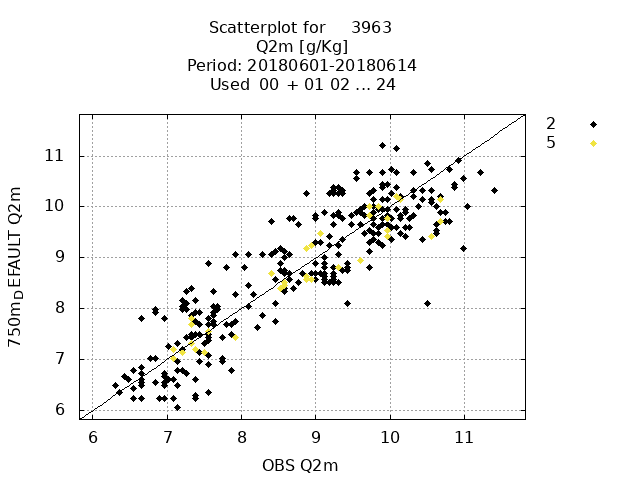 Scatterplot for 3963
Q2m [g/Kg]
Period: 20180601-20180614
Used 00 + 01 02 ... 24
2
5
11
10
9
8
7
6
750m_DEFAULT Q2m
6 7 8 9 10 11
OBS Q2m